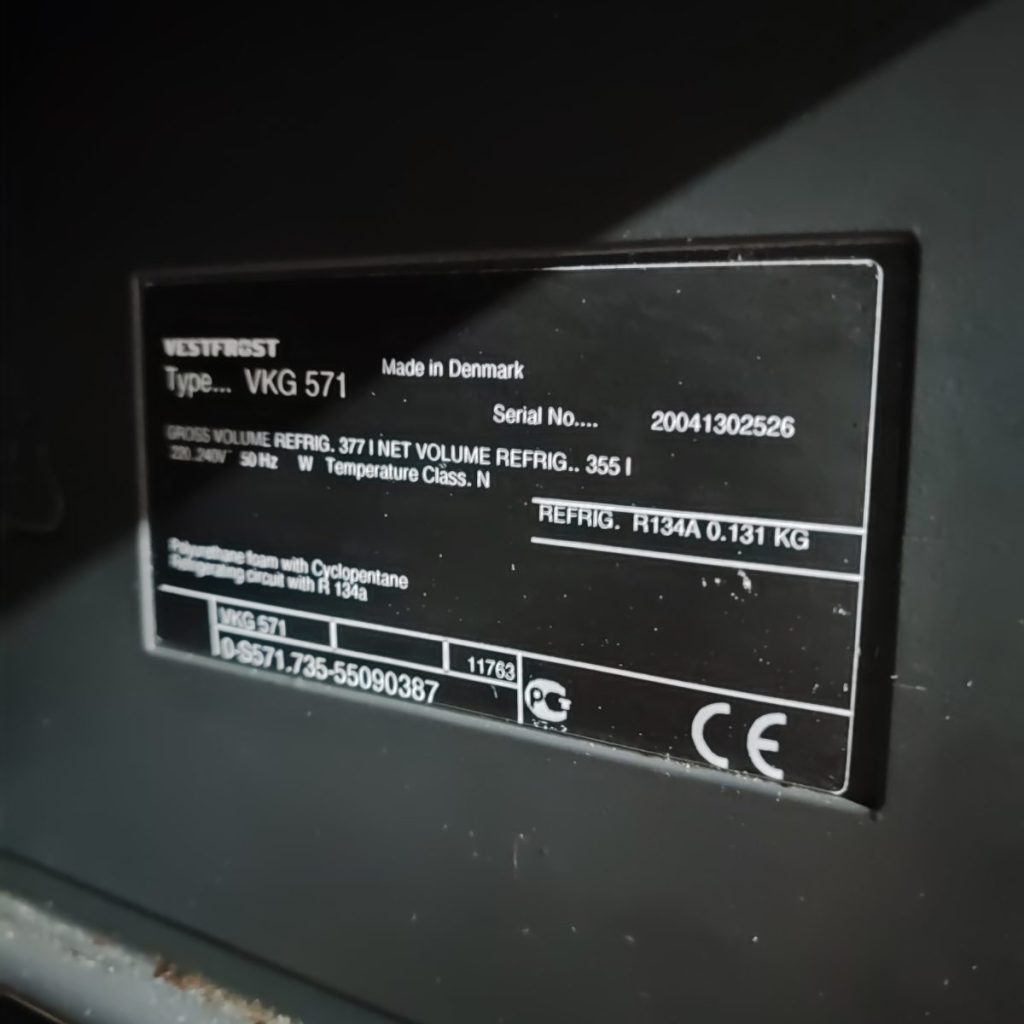 VESTFROST
Made in Denmark
Type... VKG 571
Serial No.... 20041302526
GROSS VOLUME REFRIG. 377 l NET VOLUME REFRIG.. 355 l
220..240V~ 50 Hz W Temperature Class. N
REFRIG. R134A 0.131 KG
Polyurethane foam with Cyclopentane
Refrigerating circuit with R 134a
VKG 571
11763
0-S571.735-55090387
РСТ
CE